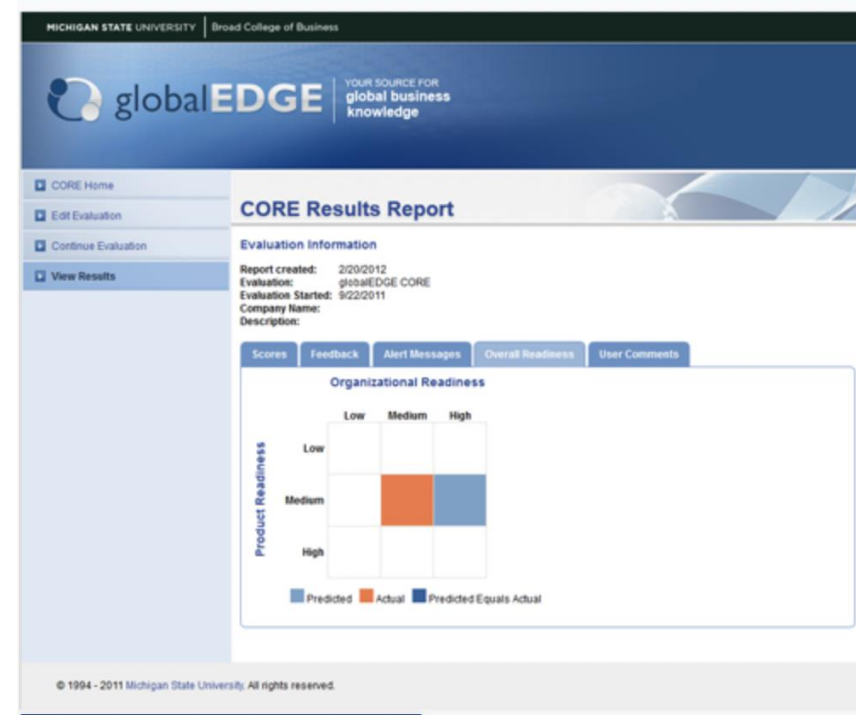 MICHIGAN STATE UNIVERSITY Broad College of Business
globalEDGE
YOUR SOURCE FOR
global business
knowledge
CORE Home
Edit Evaluation
Continue Evaluation
View Results
CORE Results Report
Evaluation Information
Report created: 2/20/2012
Evaluation: globalEDGE CORE
Evaluation Started: 9/22/2011
Company Name:
Description:
Scores Feedback Alert Messages Overall Readiness User Comments
Organizational Readiness
Low Medium High
Product Readiness
Low
Medium
High
Predicted Actual Predicted Equals Actual
© 1994 - 2011 Michigan State University. All rights reserved.